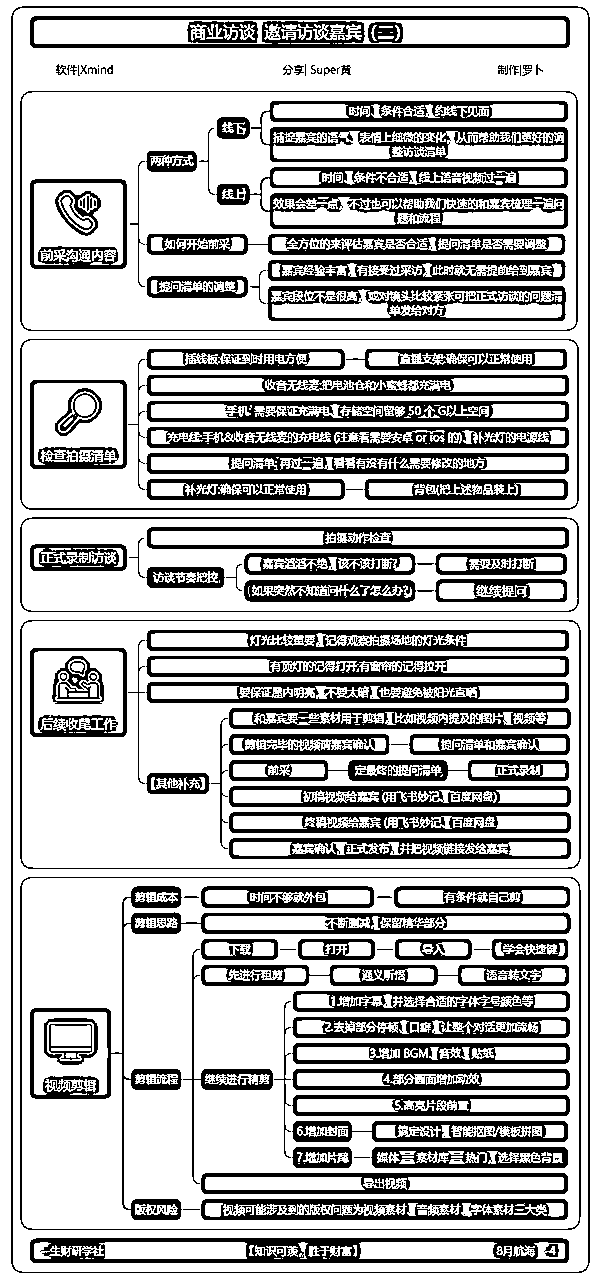 商业访谈 邀请访谈嘉宾 (二)
软件|Xmind
分享| Super黄
制作|罗卜
前采沟通内容
两种方式
线下
时间、条件合适，约线下见面
捕捉嘉宾的语气、表情上细微的变化，从而帮助我们更好的调
整访谈清单
线上
时间、条件不合适，线上语音视频过一遍
效果会差一点，不过也可以帮助我们快速的和嘉宾梳理一遍问
题和流程
如何开始前采
全方位的来评估嘉宾是否合适，提问清单是否需要调整
提问清单的调整
嘉宾经验丰富，有接受过采访，此时就无需提前给到嘉宾
嘉宾段位不是很高，或对镜头比较紧张可把正式访谈的问题清
单发给对方
检查拍摄清单
插线板:保证到时用电方便
直播支架:确保可以正常使用
收音无线麦:把电池仓和小蜜蜂都充满电
手机: 需要保证充满电，存储空间留够 50 个 G以上空间
充电线:手机&收音无线麦的充电线 (注意看需要安卓 or ios 的)，补光灯的电源线
提问清单: 再过一遍，看看有没有什么需要修改的地方
补光灯:确保可以正常使用
背包(把上述物品装上)
正式录制访谈
拍摄动作检查
访谈节奏把控
嘉宾滔滔不绝，该不该打断?
需要及时打断
(如果突然不知道问什么了怎么办?)
继续提问
后续收尾工作
灯光比较重要，记得观察拍摄场地的灯光条件
有顶灯的记得打开;有窗帘的记得拉开
要保证屋内明亮，不要太暗，也要避免被阳光直晒
【其他补充】
和嘉宾要一些素材用于剪辑，比如视频内提及的图片、视频等
剪辑完毕的视频请嘉宾确认
提问清单和嘉宾确认
前采
定最终的提问清单
正式录制
初稿视频给嘉宾 (用飞书妙记、百度网盘)
终稿视频给嘉宾 (用飞书妙记、百度网盘
嘉宾确认，正式发布，并把视频链接发给嘉宾
视频剪辑
剪辑成本
时间不够就外包
有条件就自己剪
剪辑思路
不断删减，保留精华部分
剪辑流程
下载
打开
导入
学会快捷键
先进行粗剪
遇义断悟
语音转文字
继续进行精剪
1.增加字幕，并选择合适的字体字号颜色等
2.去掉部分停顿、口癖，让整个对话更加流畅
3.增加 BGM、音效、贴纸
4.部分画面增加动效
5.高亮片段前置
6.增加封面
搞定设计、智能抠图/模板拼图
7.增加片尾
媒体 三 素材库 三 热门，选择黑色背景
导出视频
版权风险
视频可能涉及到的版权问题为视频素材、音频素材、字体素材三大类
生财研学社
【知识可项、胜于财富】
8月航海
-4